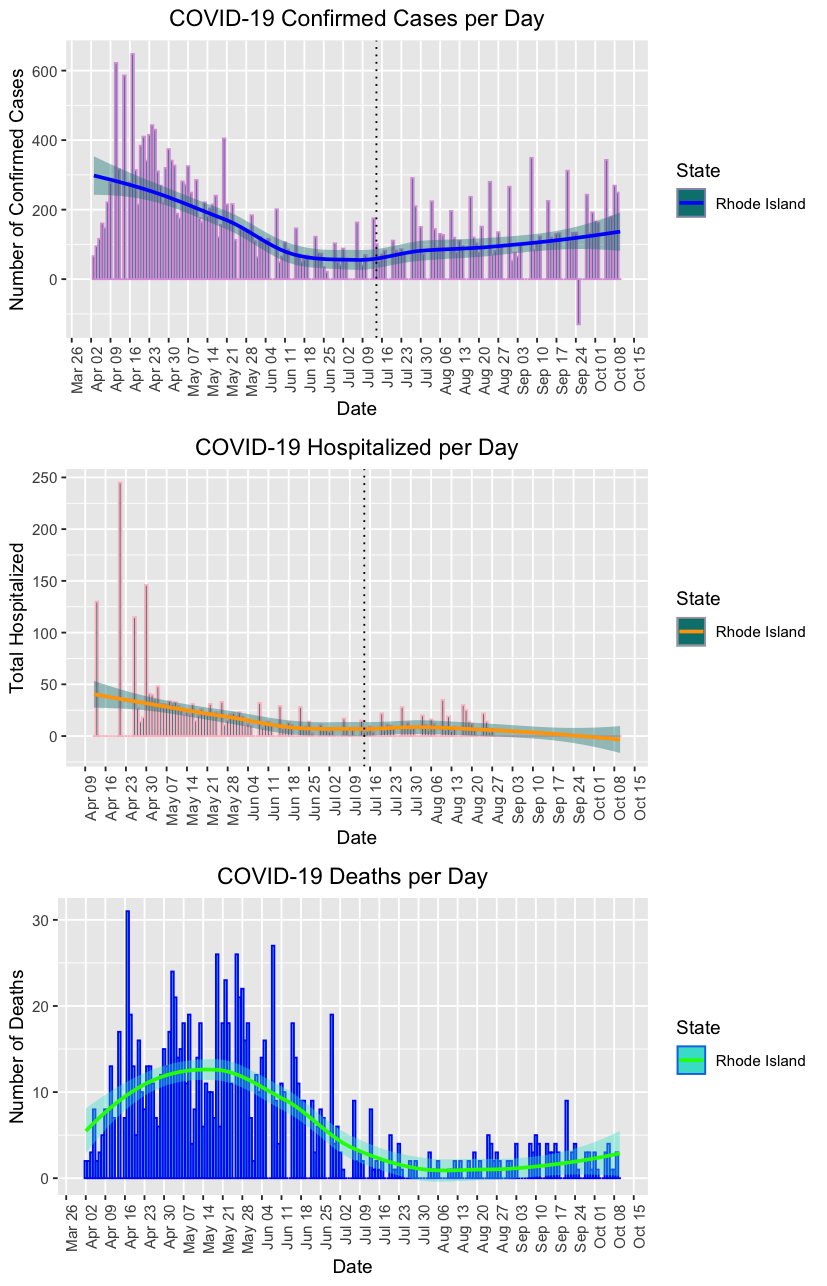 COVID-19 Confirmed Cases per Day
Number of Confirmed Cases
600
400
200
0
Mar 26
Apr 02
Apr 09
Apr 16
Apr 23
Apr 30
May 07
May 14
May 21
May 28
Jun 04
Jun 11
Jun 18
Jun 25
Jul 02
Jul 09
Jul 16
Jul 23
Jul 30
Aug 06
Aug 13
Aug 20
Aug 27
Sep 03
Sep 10
Sep 17
Sep 24
Oct 01
Oct 08
Oct 15
Date
State
Rhode Island
COVID-19 Hospitalized per Day
Total Hospitalized
250
200
150
100
50
0
Apr 09
Apr 16
Apr 23
Apr 30
May 07
May 14
May 21
May 28
Jun 04
Jun 11
Jun 18
Jun 25
Jul 02
Jul 09
Jul 16
Jul 23
Jul 30
Aug 06
Aug 13
Aug 20
Aug 27
Sep 03
Sep 10
Sep 17
Sep 24
Oct 01
Oct 08
Oct 15
Date
State
Rhode Island
COVID-19 Deaths per Day
Number of Deaths
30
20
10
0
Mar 26
Apr 02
Apr 09
Apr 16
Apr 23
Apr 30
May 07
May 14
May 21
May 28
Jun 04
Jun 11
Jun 18
Jun 25
Jul 02
Jul 09
Jul 16
Jul 23
Jul 30
Aug 06
Aug 13
Aug 20
Aug 27
Sep 03
Sep 10
Sep 17
Sep 24
Oct 01
Oct 08
Oct 15
Date
State
Rhode Island